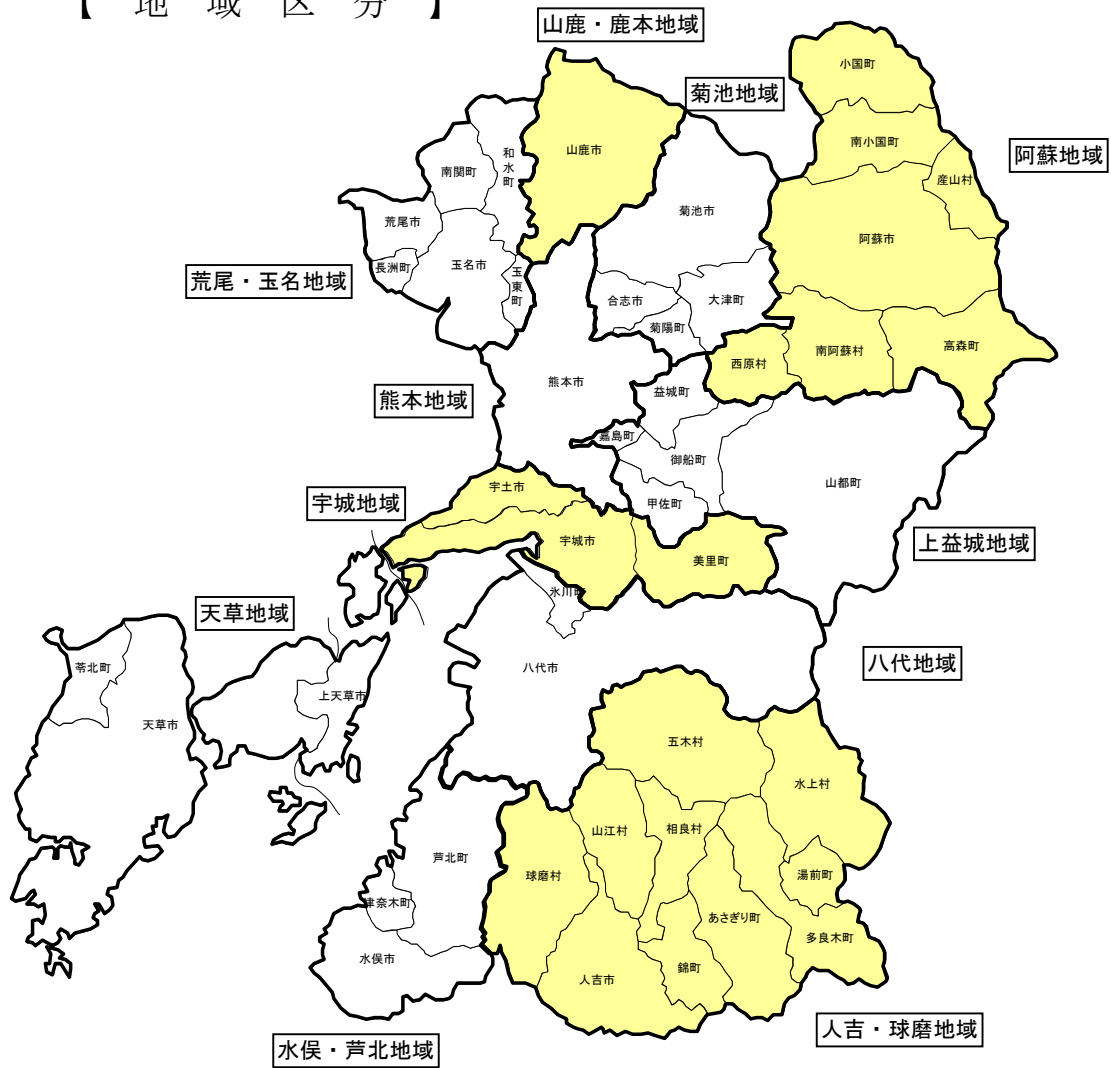 【 地 域 区 分 】
山鹿・鹿本地域
菊池地域
阿蘇地域
小国町
南小国町
産山村
阿蘇市
山鹿市
和水町
南関町
荒尾市
長洲町
玉名市
玉東町
荒尾・玉名地域
菊池市
合志市
菊陽町
大津町
西原村
南阿蘇村
高森町
熊本地域
熊本市
益城町
嘉島町
御船町
甲佐町
山都町
上益城地域
宇城地域
宇土市
宇城市
美里町
氷川町
八代市
八代地域
天草地域
苓北町
天草市
上天草市
五木村
水上村
山江村
相良村
球磨村
湯前町
あさぎり町
多良木町
人吉市
錦町
人吉・球磨地域
芦北町
津奈木町
水俣市
水俣・芦北地域